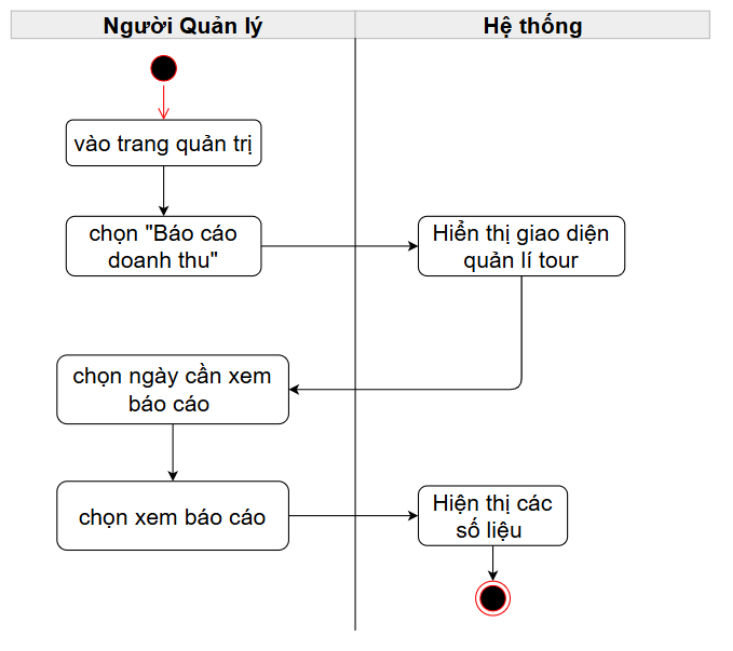 Người Quản lý
Hệ thống
vào trang quản trị
chọn "Báo cáo
doanh thu"
Hiển thị giao diện
quản lí tour
chọn ngày cần xem
báo cáo
chọn xem báo cáo
Hiện thị các
số liệu